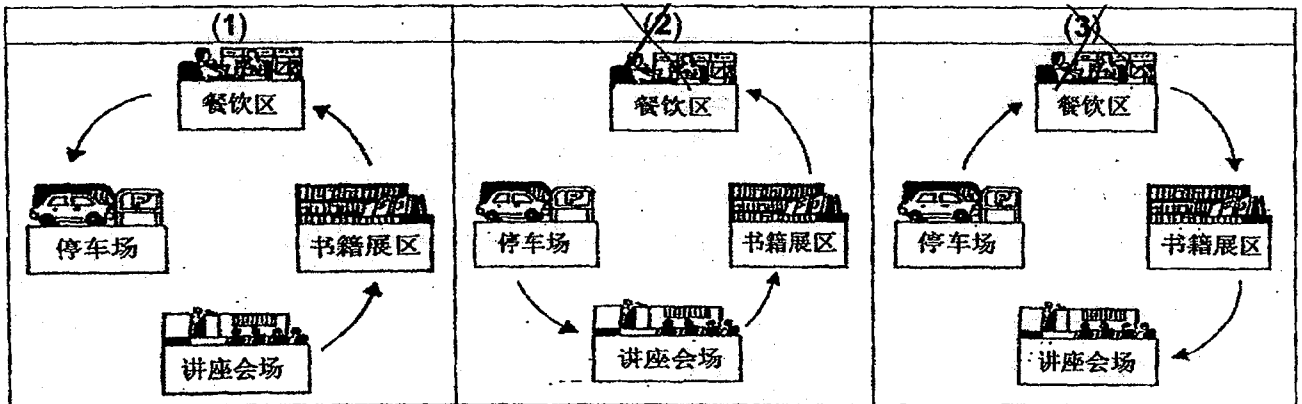 (1)
餐饮区
停车场
书籍展区
讲座会场
(2)
餐饮区
停车场
书籍展区
讲座会场
(3)
餐饮区
停车场
书籍展区
讲座会场